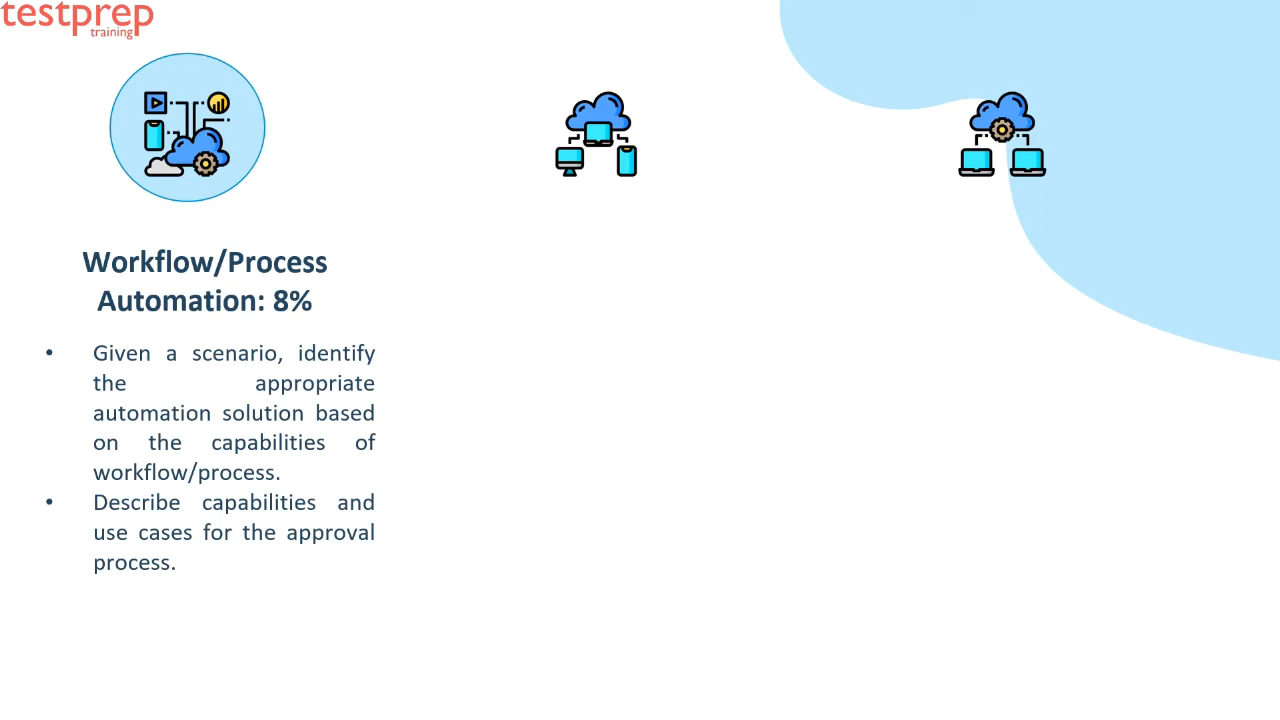 testprep
training
Workflow/Process
Automation: 8%
• Given a scenario, identify
the appropriate
automation solution based
on the capabilities of
workflow/process.
• Describe capabilities and
use cases for the approval
process.